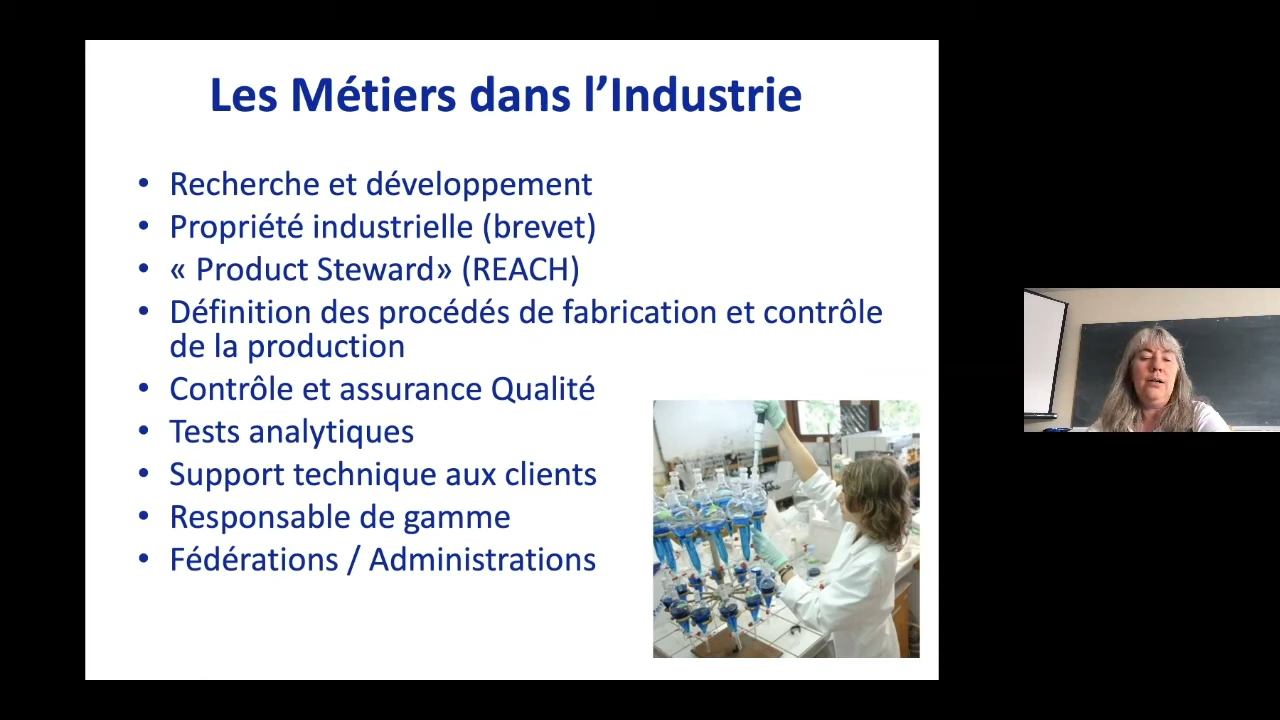 Les Métiers dans l’Industrie
• Recherche et développement
• Propriété industrielle (brevet)
• « Product Steward» (REACH)
• Définition des procédés de fabrication et contrôle
de la production
• Contrôle et assurance Qualité
• Tests analytiques
• Support technique aux clients
• Responsable de gamme
• Fédérations / Administrations